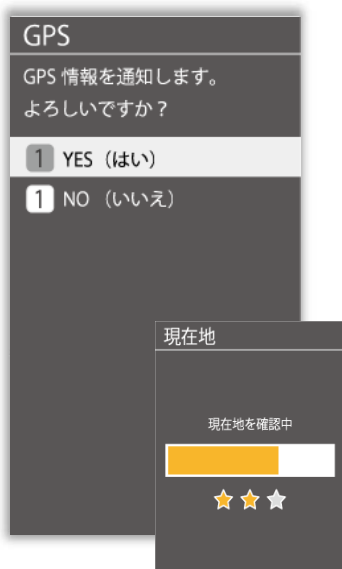 GPS
GPS 情報を通知します。
よろしいですか？
1 YES（はい）
1 NO （いいえ）
現在地
現在地を確認中